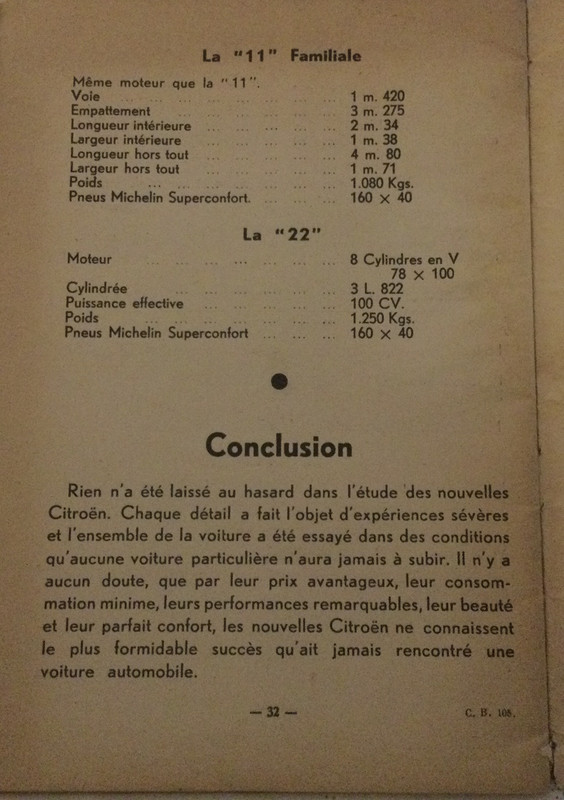 La "11" Familiale
Même moteur que la "11".
Voie ... ... ... ... ... ... ... ... 1 m. 420
Empattement ... ... ... ... ... ... 3 m. 275
Longueur intérieure ... ... ... ... ... 2 m. 34
Largeur intérieure ... ... ... ... ... 1 m. 38
Longueur hors tout ... ... ... ... ... 4 m. 80
Largeur hors tout ... ... ... ... ... 1 m. 71
Poids ... ... ... ... ... ... ... 1.080 Kgs.
Pneus Michelin Superconfort. ... ... ... 160 × 40
La "22"
Moteur ... ... ... ... ... ... ... 8 Cylindres en V
78 × 100
Cylindrée ... ... ... ... ... ... 3 L. 822
Puissance effective ... ... ... ... ... 100 CV.
Poids ... ... ... ... ... ... ... 1.250 Kgs.
Pneus Michelin Superconfort ... ... ... 160 × 40
Conclusion
Rien n'a été laissé au hasard dans l'étude des nouvelles
Citroën. Chaque détail a fait l'objet d'expériences sévères
et l'ensemble de la voiture a été essayé dans des conditions
qu'aucune voiture particulière n'aura jamais à subir. Il n'y a
aucun doute, que par leur prix avantageux, leur consom-
mation minime, leurs performances remarquables, leur beauté
et leur parfait confort, les nouvelles Citroën ne connaissent
le plus formidable succès qu'ait jamais rencontré une
voiture automobile.
— 32 —
C. B. 108.